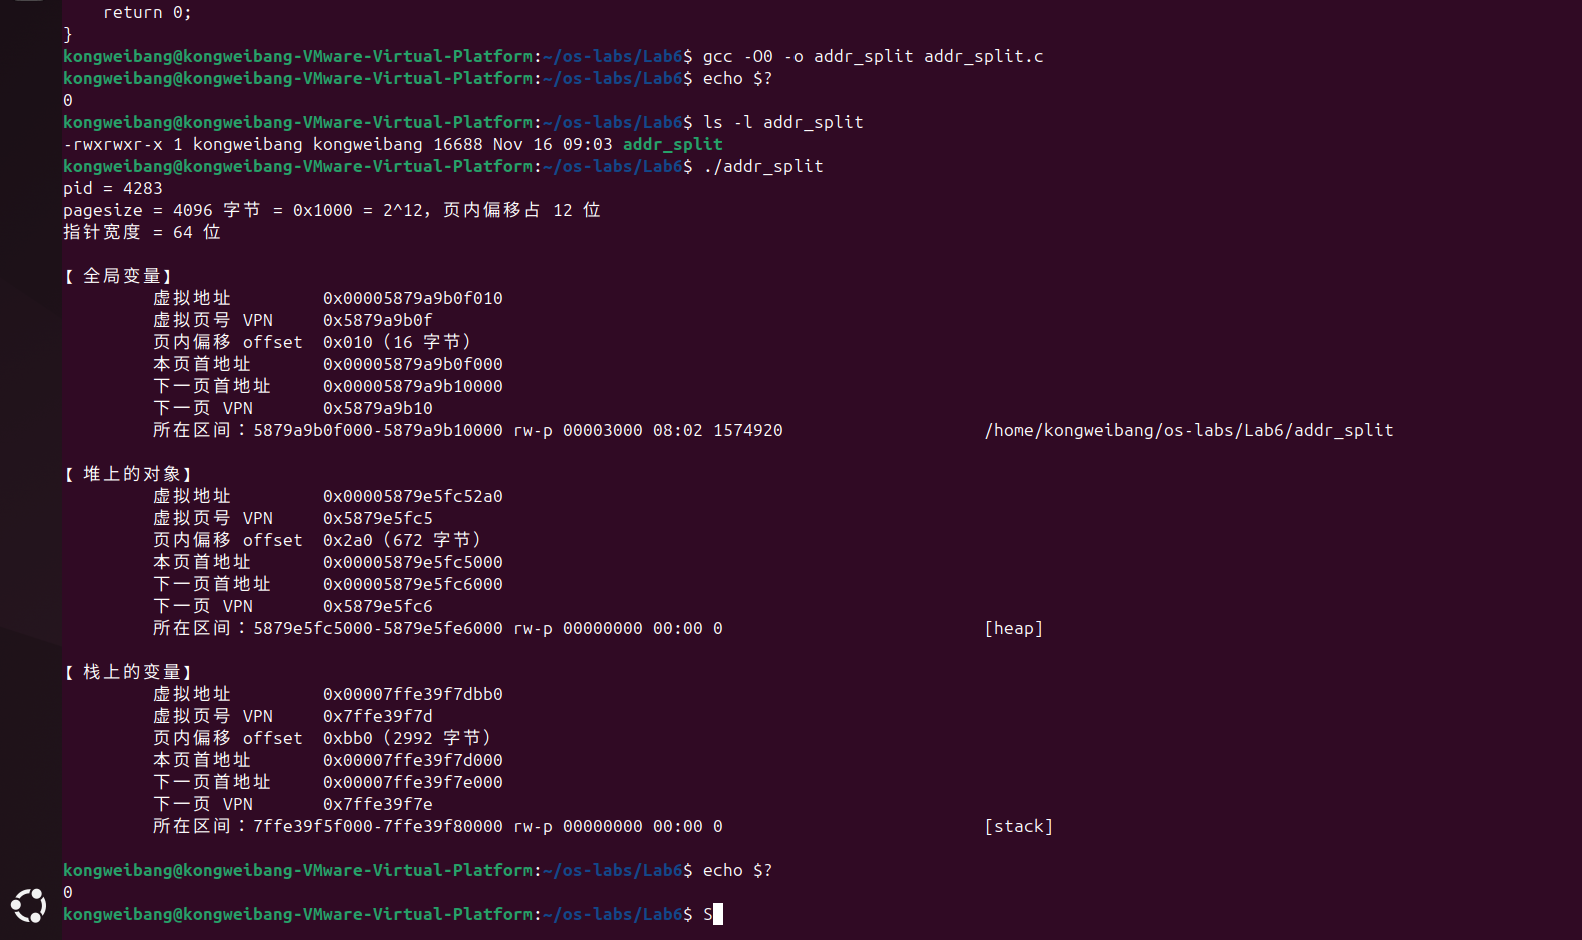 return 0;
}
kongweibang@kongweibang-VMware-Virtual-Platform:~/os-labs/Lab6$ gcc -O0 -o addr_split addr_split.c
kongweibang@kongweibang-VMware-Virtual-Platform:~/os-labs/Lab6$ echo $?
0
kongweibang@kongweibang-VMware-Virtual-Platform:~/os-labs/Lab6$ ls -l addr_split
-rwxrwxr-x 1 kongweibang kongweibang 16688 Nov 16 09:03 addr_split
kongweibang@kongweibang-VMware-Virtual-Platform:~/os-labs/Lab6$ ./addr_split
pid = 4283
pagesize = 4096 字节 = 0x1000 = 2^12，页内偏移占 12 位
指针宽度 = 64 位

【全局变量】
         虚拟地址         0x00005879a9b0f010
         虚拟页号 VPN     0x5879a9b0f
         页内偏移 offset  0x010（16 字节）
         本页首地址       0x00005879a9b0f000
         下一页首地址     0x00005879a9b10000
         下一页 VPN       0x5879a9b10
         所在区间：5879a9b0f000-5879a9b10000 rw-p 00003000 08:02 1574920                    /home/kongweibang/os-labs/Lab6/addr_split

【堆上的对象】
         虚拟地址         0x00005879e5fc52a0
         虚拟页号 VPN     0x5879e5fc5
         页内偏移 offset  0x2a0（672 字节）
         本页首地址       0x00005879e5fc5000
         下一页首地址     0x00005879e5fc6000
         下一页 VPN       0x5879e5fc6
         所在区间：5879e5fc5000-5879e5fe6000 rw-p 00000000 00:00 0                          [heap]

【栈上的变量】
         虚拟地址         0x00007ffe39f7dbb0
         虚拟页号 VPN     0x7ffe39f7d
         页内偏移 offset  0xbb0（2992 字节）
         本页首地址       0x00007ffe39f7d000
         下一页首地址     0x00007ffe39f7e000
         下一页 VPN       0x7ffe39f7e
         所在区间：7ffe39f5f000-7ffe39f80000 rw-p 00000000 00:00 0                          [stack]

kongweibang@kongweibang-VMware-Virtual-Platform:~/os-labs/Lab6$ echo $?
0
kongweibang@kongweibang-VMware-Virtual-Platform:~/os-labs/Lab6$ S